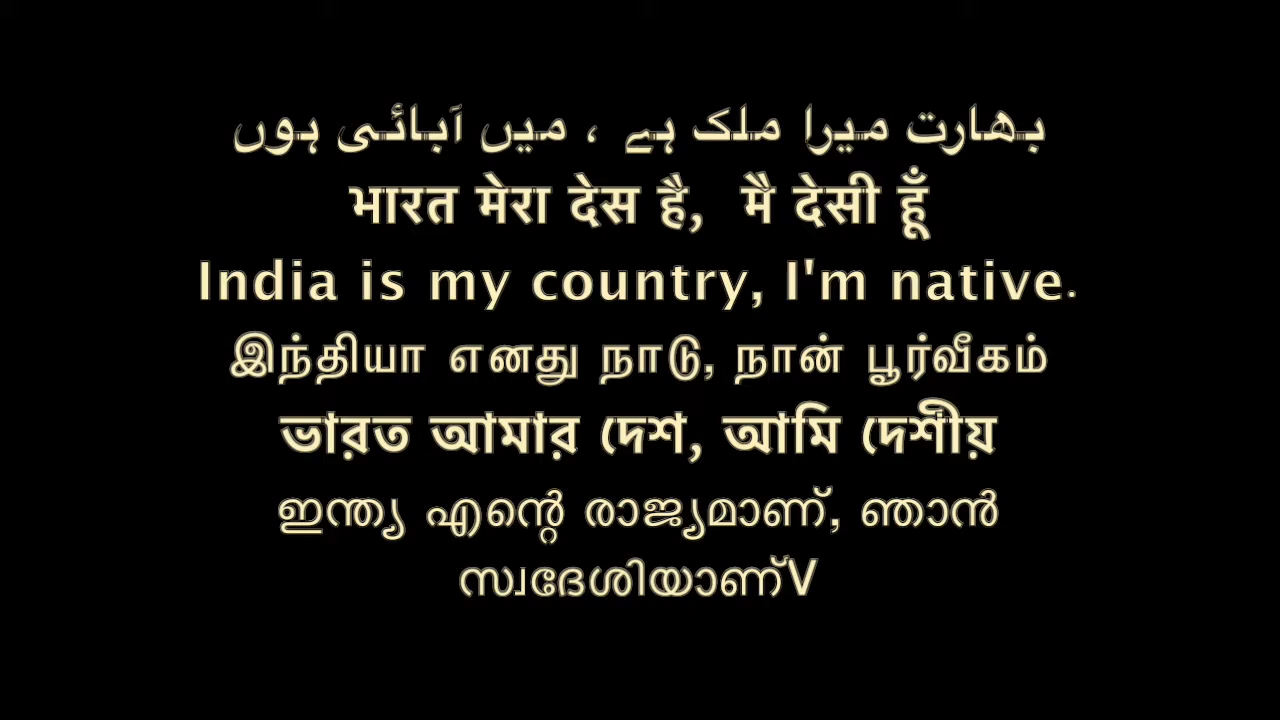 بھارت میرا ملک ہے ، میں آبائی ہوں
भारत मेरा देस है, मै देसी हूँ
India is my country, I'm native.
இந்தியா எனது நாடு, நான் பூர்வீகம்
ভারত আমার দেশ, আমি দেশীয়
ഇന്ത്യ എന്റെ രാജ്യമാണ്, ഞാൻ
സ്വദേശിയാണ്V